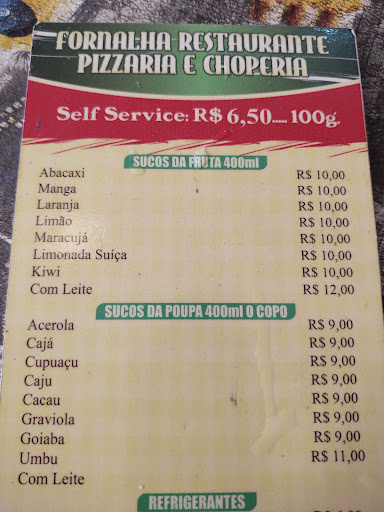 FORNALHA RESTAURANTE
PIZZARIA E CHOPERIA
Self Service: R$ 6,50..... 100g.
SUCOS DA FRUTA 400ml
Abacaxi R$ 10,00
Manga R$ 10,00
Laranja R$ 10,00
Limão R$ 10,00
Maracujá R$ 10,00
Limonada Suíça R$ 10,00
Kiwi R$ 10,00
Com Leite R$ 12,00
SUCOS DA POUPA 400ml O COPO
Acerola R$ 9,00
Cajá R$ 9,00
Cupuaçu R$ 9,00
Caju R$ 9,00
Cacau R$ 9,00
Graviola R$ 9,00
Goiaba R$ 9,00
Umbu R$ 11,00
Com Leite
REFRIGERANTES